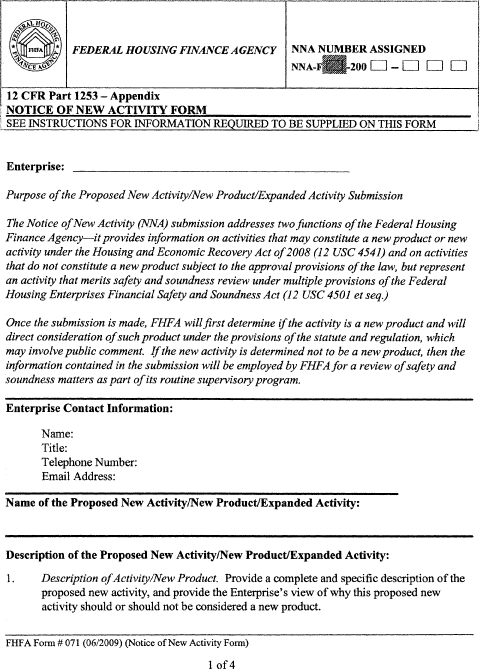 FEDERAL HOUSING
FHFA
FINANCE AGENCY
FEDERAL HOUSING FINANCE AGENCY
NNA NUMBER ASSIGNED
NNA-F -200 – 
12 CFR Part 1253 – Appendix
NOTICE OF NEW ACTIVITY FORM
SEE INSTRUCTIONS FOR INFORMATION REQUIRED TO BE SUPPLIED ON THIS FORM
Enterprise:
Purpose of the Proposed New Activity/New Product/Expanded Activity Submission
The Notice of New Activity (NNA) submission addresses two functions of the Federal Housing
Finance Agency—it provides information on activities that may constitute a new product or new
activity under the Housing and Economic Recovery Act of 2008 (12 USC 4541) and on activities
that do not constitute a new product subject to the approval provisions of the law, but represent
an activity that merits safety and soundness review under multiple provisions of the Federal
Housing Enterprises Financial Safety and Soundness Act (12 USC 4501 et seq.)
Once the submission is made, FHFA will first determine if the activity is a new product and will
direct consideration of such product under the provisions of the statute and regulation, which
may involve public comment. If the new activity is determined not to be a new product, then the
information contained in the submission will be employed by FHFA for a review of safety and
soundness matters as part of its routine supervisory program.
Enterprise Contact Information:
Name:
Title:
Telephone Number:
Email Address:
Name of the Proposed New Activity/New Product/Expanded Activity:
Description of the Proposed New Activity/New Product/Expanded Activity:
1. Description of Activity/New Product. Provide a complete and specific description of the
proposed new activity, and provide the Enterprise's view of why this proposed new
activity should or should not be considered a new product.
FHFA Form # 071 (06/2009) (Notice of New Activity Form)
1 of 4